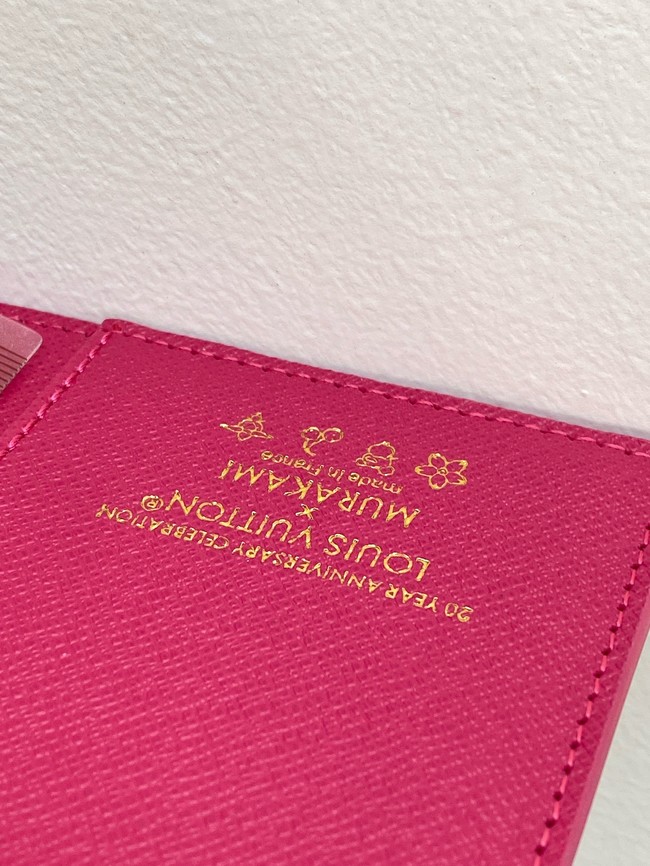 20 YEAR ANNIVERSARY CELEBRATION
LOUIS VUITTON®
x
MURAKAMI
made in France